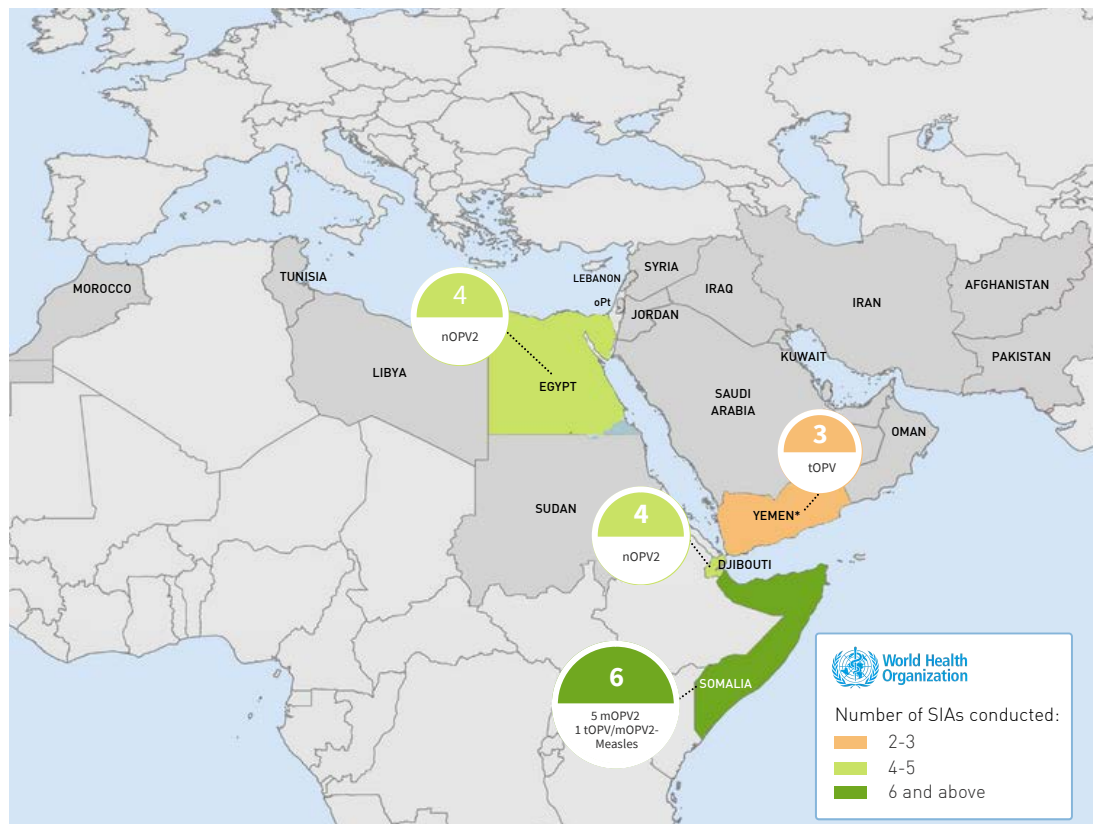 MOROCCO
TUNISIA
LIBYA
4
nOPV2
EGYPT
LEBANON
oPt
SYRIA
JORDAN
IRAQ
KUWAIT
IRAN
AFGHANISTAN
PAKISTAN
SAUDI
ARABIA
OMAN
3
tOPV
YEMEN*
SUDAN
4
nOPV2
DJIBOUTI
6
5 mOPV2
1 tOPV/mOPV2-
Measles
SOMALIA
World Health
Organization
Number of SIAs conducted:
2-3
4-5
6 and above